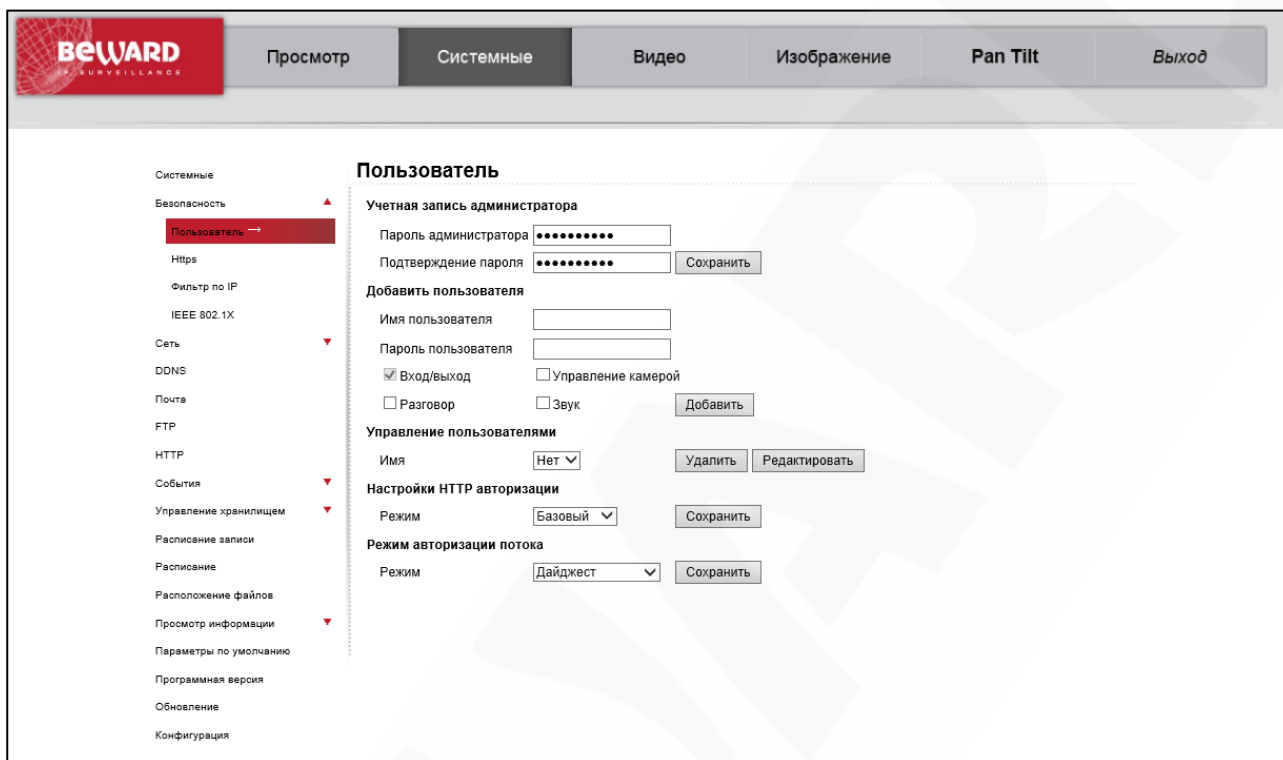 BEWARD
IP SURVEILLANCE
Просмотр
Системные
Видео
Изображение
Pan Tilt
Выход
Системные
Безопасность
Пользователь →
Https
Фильтр по IP
IEEE 802.1X
Сеть
DDNS
Почта
FTP
HTTP
События
Управление хранилищем
Расписание записи
Расписание
Расположение файлов
Просмотр информации
Параметры по умолчанию
Программная версия
Обновление
Конфигурация
Пользователь
Учетная запись администратора
Пароль администратора ●●●●●●●●●●
Подтверждение пароля ●●●●●●●●●● Сохранить
Добавить пользователя
Имя пользователя
Пароль пользователя
Вход/выход Управление камерой
Разговор Звук Добавить
Управление пользователями
Имя Нет Удалить Редактировать
Настройки HTTP авторизации
Режим Базовый Сохранить
Режим авторизации потока
Режим Дайджест Сохранить